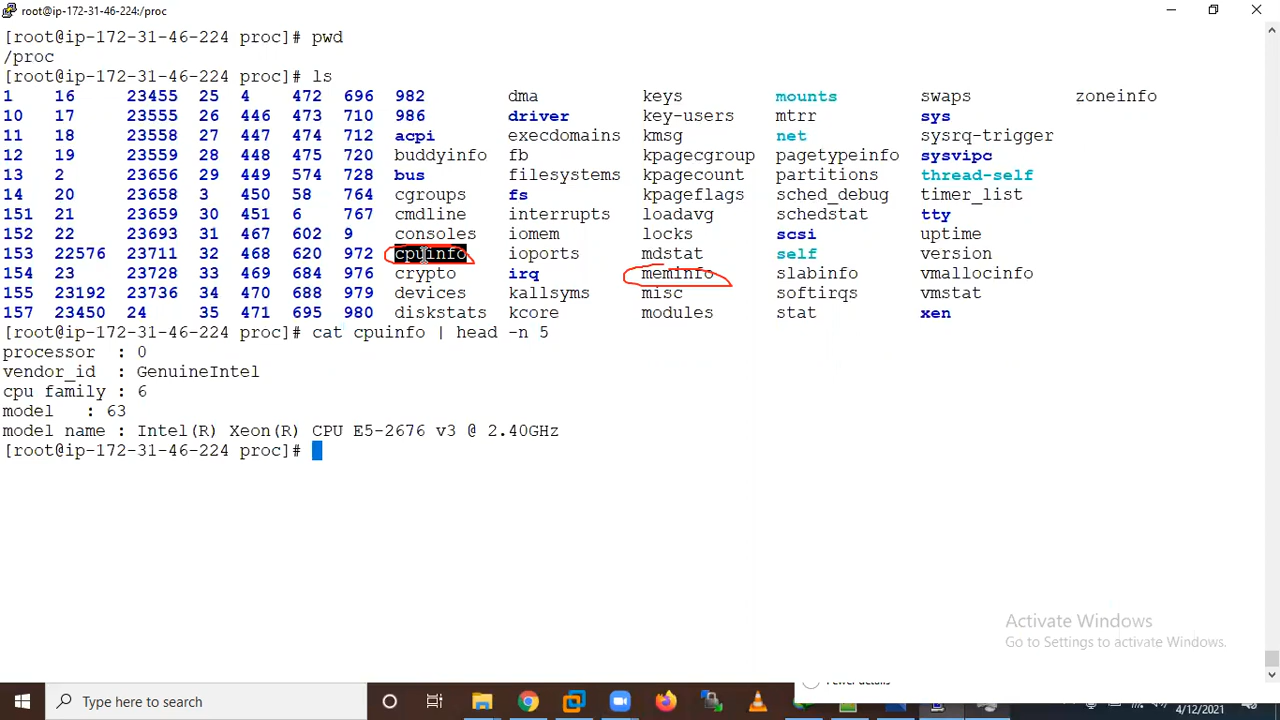 root@ip-172-31-46-224:/proc
[root@ip-172-31-46-224 proc]# pwd
/proc
[root@ip-172-31-46-224 proc]# ls
1 16 23455 25 4 472 696 982 dma keys mounts swaps zoneinfo
10 17 23555 26 446 473 710 986 driver key-users mtrr sys
11 18 23558 27 447 474 712 acpi execdomains kmsg net sysrq-trigger
12 19 23559 28 448 475 720 buddyinfo fb kpagecgroup pagetypeinfo sysvipc
13 2 23656 29 449 574 728 bus filesystems kpagecount partitions thread-self
14 20 23658 3 450 58 764 cgroups fs kpageflags sched_debug timer_list
151 21 23659 30 451 6 767 cmdline interrupts loadavg schedstat tty
152 22 23693 31 467 602 9 consoles iomem locks scsi uptime
153 22576 23711 32 468 620 972 cpuinfo ioports mdstat self version
154 23 23728 33 469 684 976 crypto irq meminfo slabinfo vmallocinfo
155 23192 23736 34 470 688 979 devices kallsyms misc softirqs vmstat
157 23450 24 35 471 695 980 diskstats kcore modules stat xen
[root@ip-172-31-46-224 proc]# cat cpuinfo | head -n 5
processor : 0
vendor_id : GenuineIntel
cpu family : 6
model : 63
model name : Intel(R) Xeon(R) CPU E5-2676 v3 @ 2.40GHz
[root@ip-172-31-46-224 proc]#
Activate Windows
Go to Settings to activate Windows.
Fewer details
Type here to search
4/12/2021